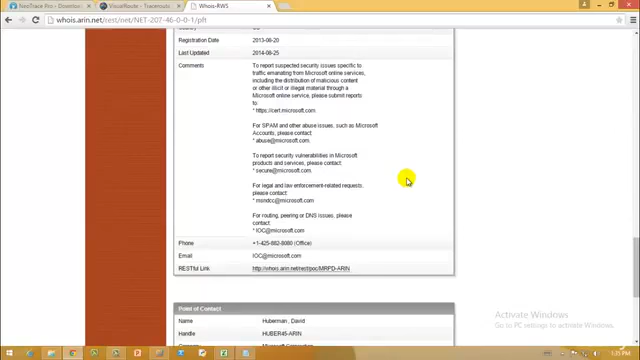 NeoTrace Pro - Download
VisualRoute - Traceroute
Whois-RWS
whois.arin.net/rest/net/NET-207-46-0-0-1/pft
Registration Date 2013-08-20
Last Updated 2014-08-25
Comments To report suspected security issues specific to
traffic emanating from Microsoft online services,
including the distribution of malicious content
or other illicit or illegal material through a
Microsoft online service, please submit reports
to:
* https://cert.microsoft.com.
For SPAM and other abuse issues, such as Microsoft
Accounts, please contact:
* abuse@microsoft.com.
To report security vulnerabilities in Microsoft
products and services, please contact:
* secure@microsoft.com.
For legal and law enforcement-related requests,
please contact:
* msndcc@microsoft.com
For routing, peering or DNS issues, please
contact:
* IOC@microsoft.com
Phone +1-425-882-8080 (Office)
Email IOC@microsoft.com
RESTful Link http://whois.arin.net/rest/poc/MRPD-ARIN
Point of Contact
Name Huberman, David
Handle HUBER45-ARIN
Company Microsoft Corporation
Activate Windows
Go to PC settings to activate Windows.
1:25 PM